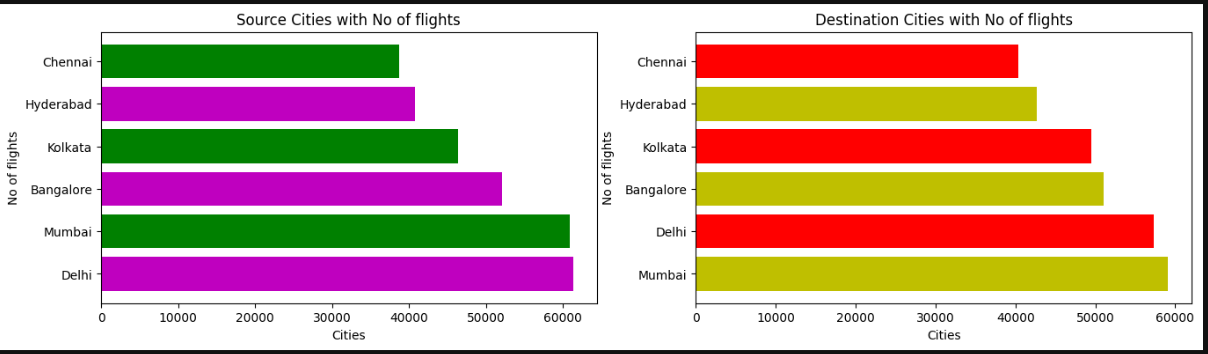 Source Cities with No of flights
Chennai
Hyderabad
Kolkata
Bangalore
Mumbai
Delhi
No of flights
0 10000 20000 30000 40000 50000 60000
Cities
Destination Cities with No of flights
Chennai
Hyderabad
Kolkata
Bangalore
Delhi
Mumbai
No of flights
0 10000 20000 30000 40000 50000 60000
Cities